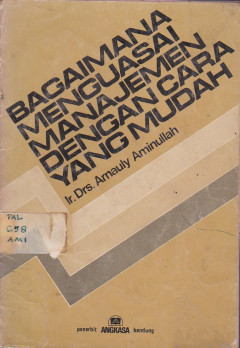 BAGAIMANA
MENGUASAI
MANAJEMEN
DENGAN CARA
YANG MUDAH
Ir. Drs. Arnauly Aminullah
PAL
658
AMI
penerbit ANGKASA bandung